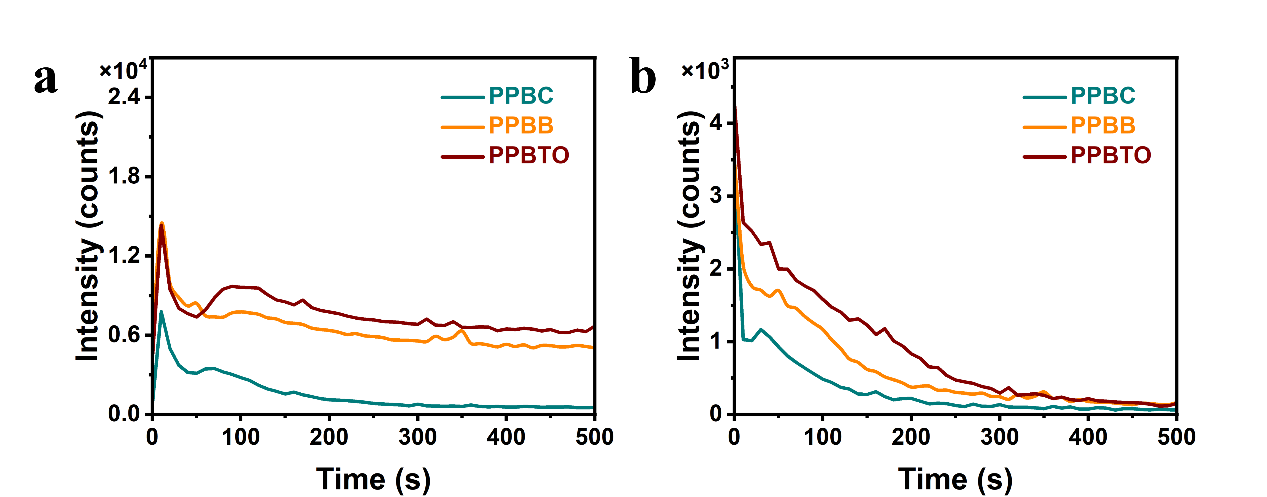 a
×10⁴
2.4
1.8
1.2
0.6
0.0
Intensity (counts)
0 100 200 300 400 500
Time (s)
PPBC
PPBB
PPBTO
b
×10³
4
3
2
1
0
Intensity (counts)
0 100 200 300 400 500
Time (s)
PPBC
PPBB
PPBTO